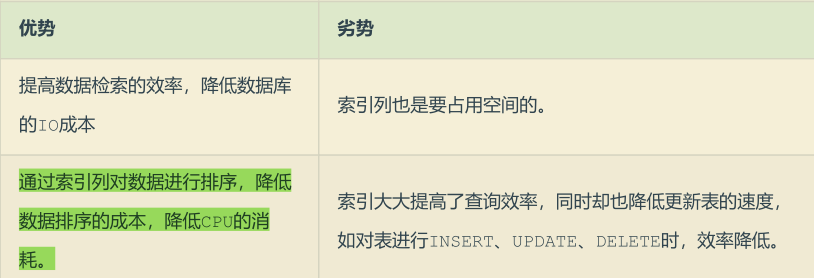 优势
劣势
提高数据检索的效率，降低数据库
的IO成本
索引列也是要占用空间的。
通过索引列对数据进行排序，降低
数据排序的成本，降低CPU的消
耗。
索引大大提高了查询效率，同时却也降低更新表的速度，
如对表进行INSERT、UPDATE、DELETE时，效率降低。